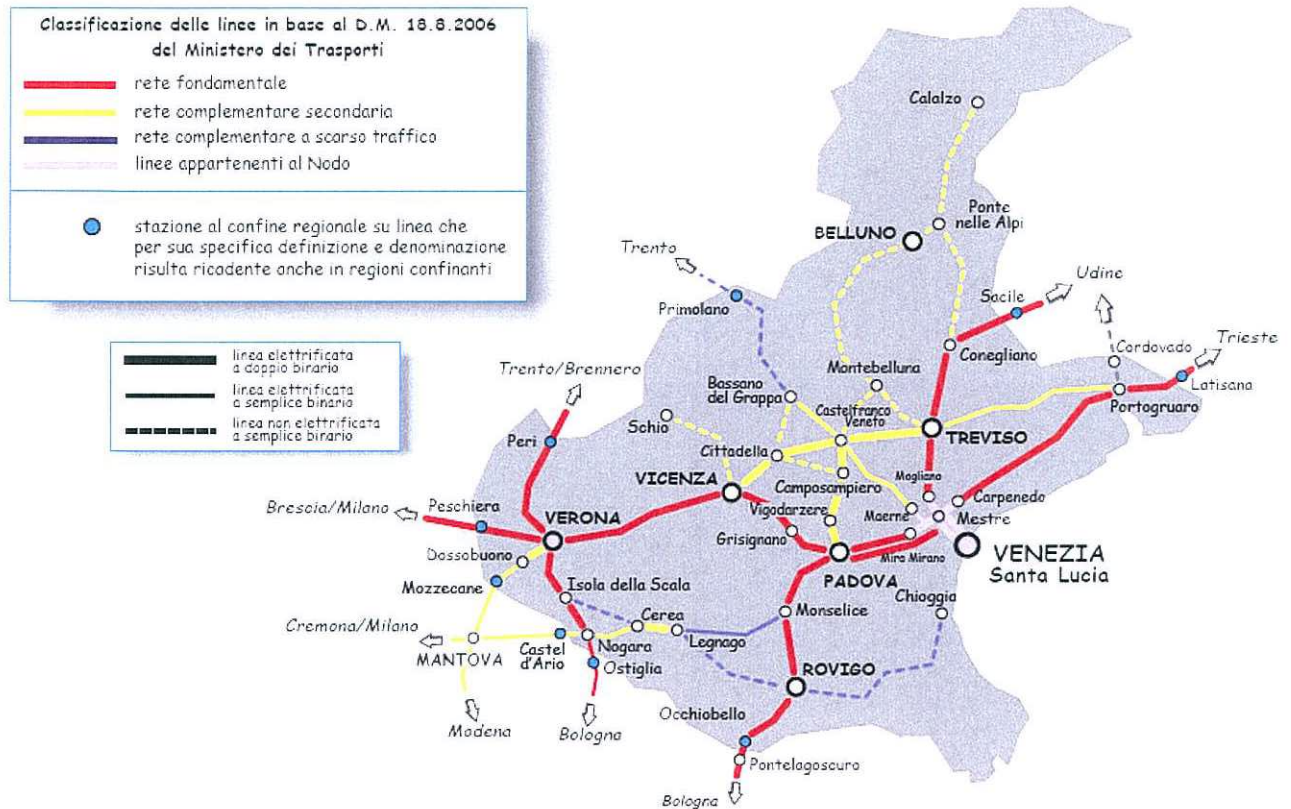 Classificazione delle linee in base al D.M. 18.8.2006
del Ministero dei Trasporti
rete fondamentale
rete complementare secondaria
rete complementare a scarso traffico
linee appartenenti al Nodo
stazione al confine regionale su linea che
per sua specifica definizione e denominazione
risulta ricadente anche in regioni confinanti
linea elettrificata
a doppio binario
linea elettrificata
a semplice binario
linea non elettrificata
a semplice binario
Calalzo
Ponte
nelle Alpi
BELLUNO
Trento
Primolano
Udine
Sacile
Conegliano
Cordovado
Trieste
Latisana
Portogruaro
Trento/Brennero
Montebelluna
Bassano
del Grappa
Castelfranco
Veneto
Schio
TREVISO
Peri
Cittadella
VICENZA
Camposampiero
Mogliano
Carpenedo
Brescia/Milano
Peschiera
VERONA
Vigodarzere
Maerne
Mestre
Grisignano
Dossobuono
Mira Mirano
VENEZIA
Santa Lucia
PADOVA
Mozzecane
Isola della Scala
Chioggia
Cerea
Monselice
Cremona/Milano
MANTOVA
Castel
d'Ario
Nogara
Legnago
Ostiglia
ROVIGO
Modena
Bologna
Occhiobello
Pontelagoscuro
Bologna